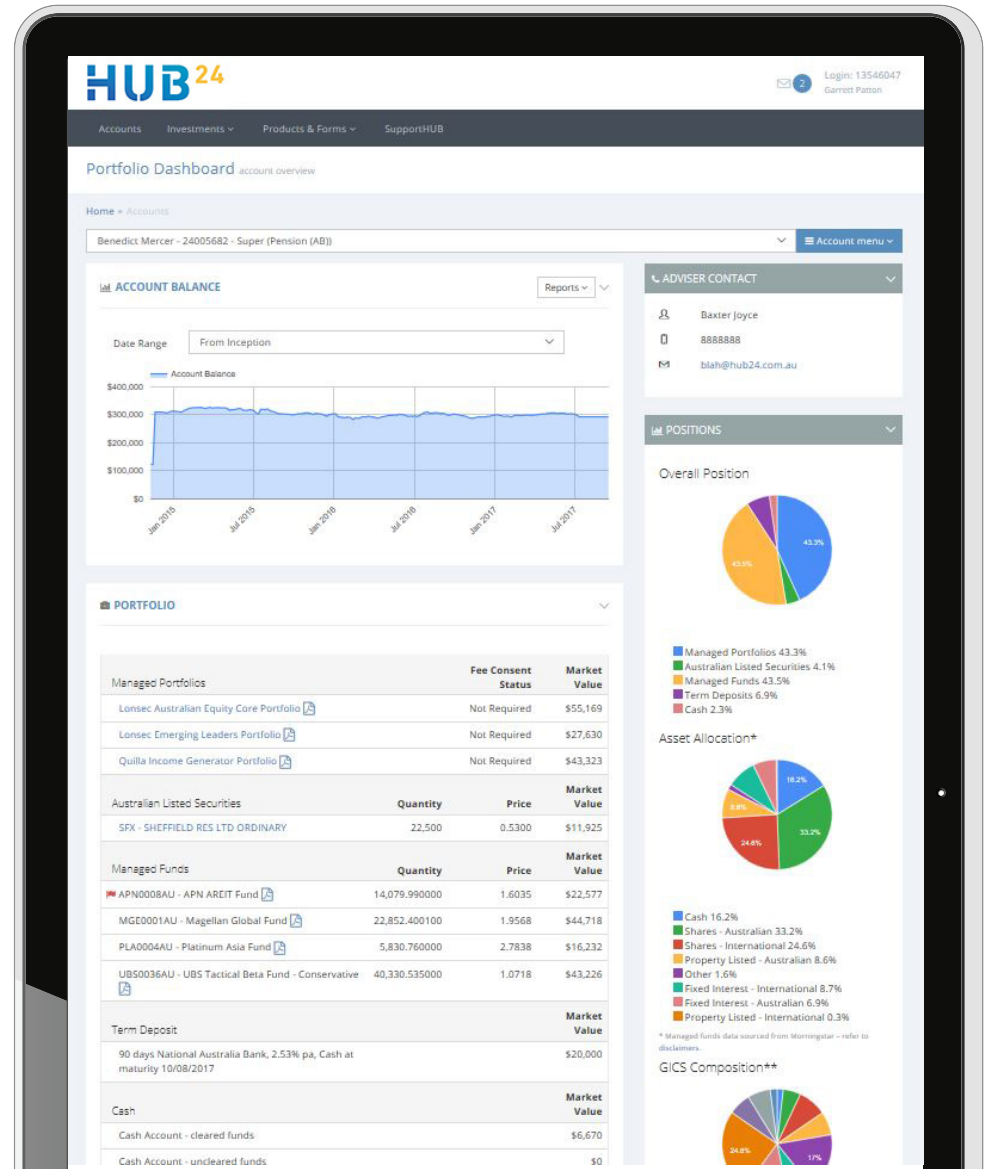 HUB24
2
Login: 13546047
Garrett Patton
Accounts Investments Products & Forms SupportHUB
Portfolio Dashboard account overview
Home » Accounts
Benedict Mercer - 24005682 - Super (Pension (AB))
Account menu
ACCOUNT BALANCE
Reports
Date Range From Inception
Account Balance
$400,000
$300,000
$200,000
$100,000
$0
Jan 2015 Jul 2015 Jan 2016 Jul 2016 Jan 2017 Jul 2017
PORTFOLIO
Managed Portfolios Fee Consent Status Market Value
Lonsec Australian Equity Core Portfolio Not Required $55,169
Lonsec Emerging Leaders Portfolio Not Required $27,630
Quilla Income Generator Portfolio Not Required $43,323
Australian Listed Securities Quantity Price Market Value
SFX - SHEFFIELD RES LTD ORDINARY 22,500 0.5300 $11,925
Managed Funds Quantity Price Market Value
APN0008AU - APN AREIT Fund 14,079.990000 1.6035 $22,577
MGE0001AU - Magellan Global Fund 22,852.400100 1.9568 $44,718
PLA0004AU - Platinum Asia Fund 5,830.760000 2.7838 $16,232
UBS0036AU - UBS Tactical Beta Fund - Conservative 40,330.535000 1.0718 $43,226
Term Deposit Market Value
90 days National Australia Bank, 2.53% pa, Cash at $20,000
maturity 10/08/2017
Cash Market Value
Cash Account - cleared funds $6,670
Cash Account - uncleared funds $0
ADVISER CONTACT
Baxter Joyce
8888888
blah@hub24.com.au
POSITIONS
Overall Position
43.3%
43.5%
Managed Portfolios 43.3%
Australian Listed Securities 4.1%
Managed Funds 43.5%
Term Deposits 6.9%
Cash 2.3%
Asset Allocation*
16.2%
8.6%
33.2%
24.6%
Cash 16.2%
Shares - Australian 33.2%
Shares - International 24.6%
Property Listed - Australian 8.6%
Other 1.6%
Fixed Interest - International 8.7%
Fixed Interest - Australian 6.9%
Property Listed - International 0.3%
* Managed funds data sourced from Morningstar – refer to
disclaimers.
GICS Composition**
24.8%
17%